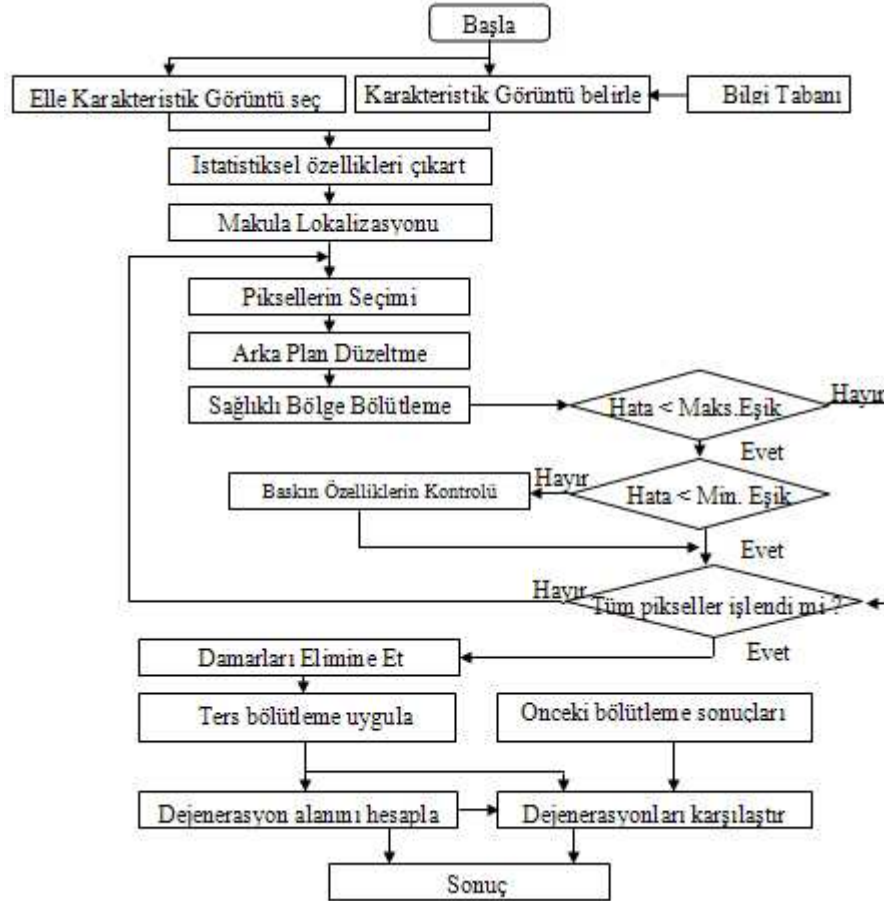 Başla
Elle Karakteristik Görüntü seç
Karakteristik Görüntü belirle
Bilgi Tabanı
Istatistiksel özellikleri çıkart
Makula Lokalizasyonu
Piksellerin Seçimi
Arka Plan Düzeltme
Sağlıklı Bölge Bölütleme
Hata < Maks.Eşik
Hayır
Evet
Baskın Özelliklerin Kontrolü
Hayır
Hata < Min. Eşik
Evet
Hayır
Tüm pikseller işlendi mi ?
Evet
Damarları Elimine Et
Ters bölütleme uygula
Onceki bölütleme sonuçları
Dejenerasyon alanını hesapla
Dejenerasyonları karşılaştır
Sonuç